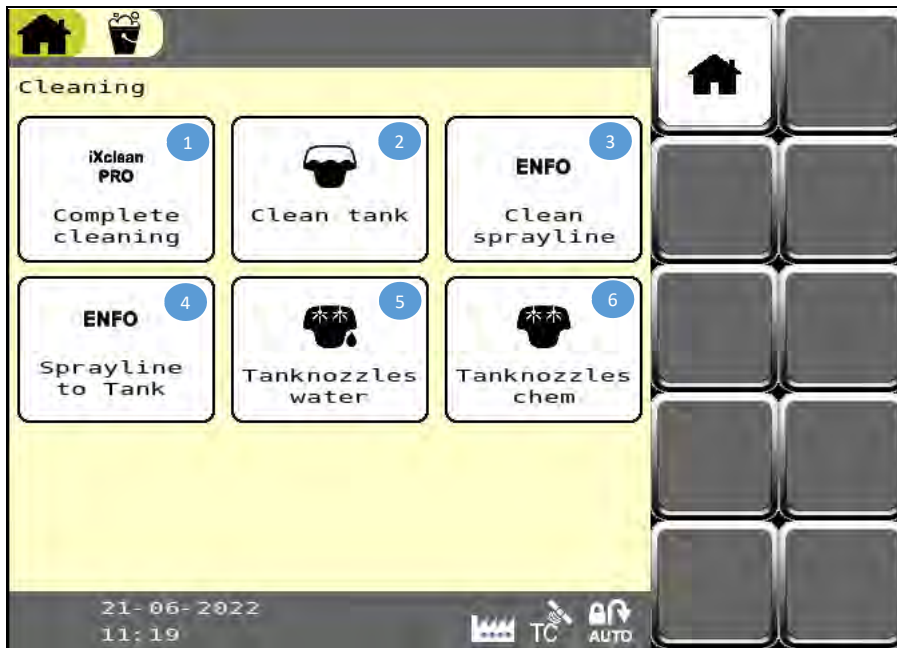 Cleaning
1
iXclean
PRO
Complete
cleaning
2
Clean tank
3
ENFO
Clean
sprayline
4
ENFO
Sprayline
to Tank
5
Tanknozzles
water
6
Tanknozzles
chem
21-06-2022
11:19
TC
AUTO